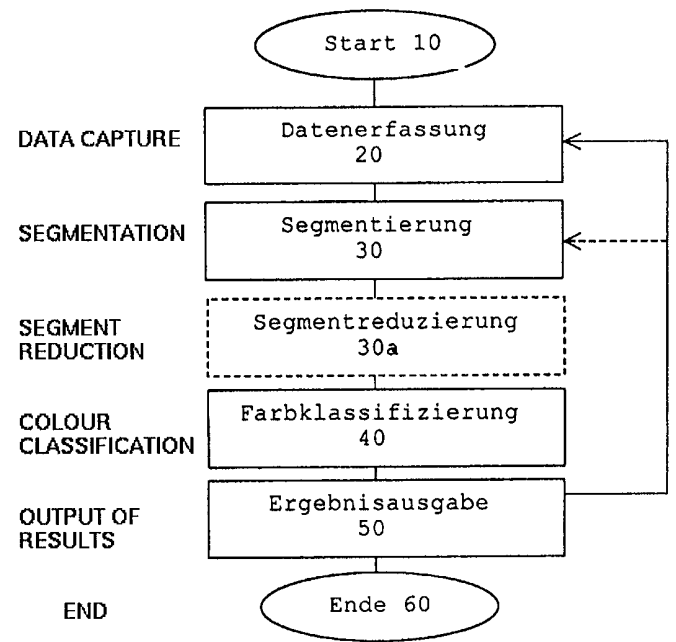 Start 10
DATA CAPTURE
Datenerfassung
20
SEGMENTATION
Segmentierung
30
SEGMENT
REDUCTION
Segmentreduzierung
30a
COLOUR
CLASSIFICATION
Farbklassifizierung
40
OUTPUT OF
RESULTS
Ergebnisausgabe
50
END
Ende 60